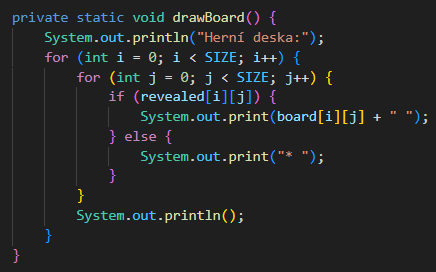 private static void drawBoard() {
    System.out.println("Herní deska:");
    for (int i = 0; i < SIZE; i++) {
        for (int j = 0; j < SIZE; j++) {
            if (revealed[i][j]) {
                System.out.print(board[i][j] + " ");
            } else {
                System.out.print("* ");
            }
        }
        System.out.println();
    }
}